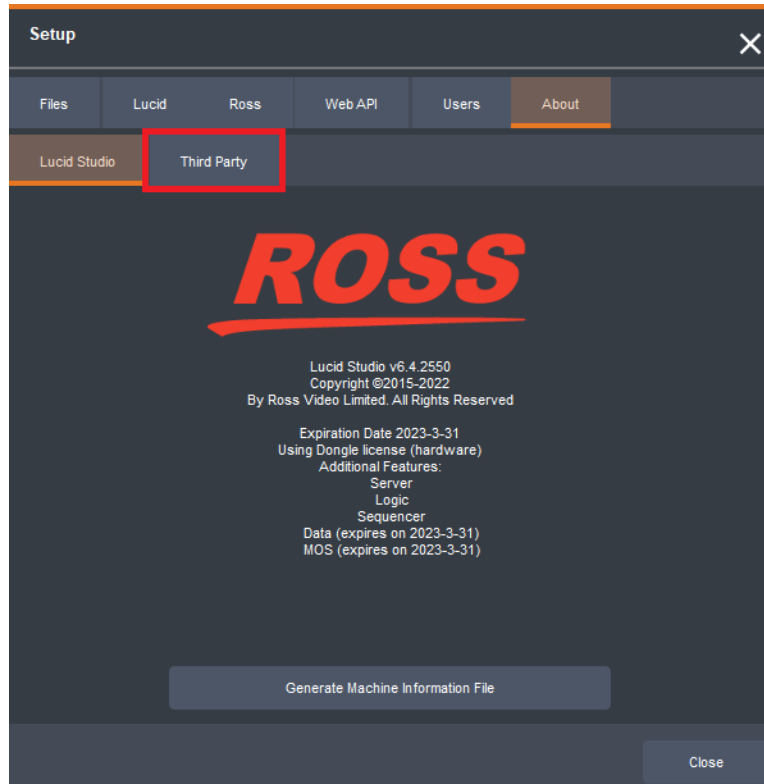 Setup
Files Lucid Ross Web API Users About
Lucid Studio Third Party
ROSS
Lucid Studio v6.4.2550
Copyright ©2015-2022
By Ross Video Limited. All Rights Reserved
Expiration Date 2023-3-31
Using Dongle license (hardware)
Additional Features:
Server
Logic
Sequencer
Data (expires on 2023-3-31)
MOS (expires on 2023-3-31)
Generate Machine Information File
Close